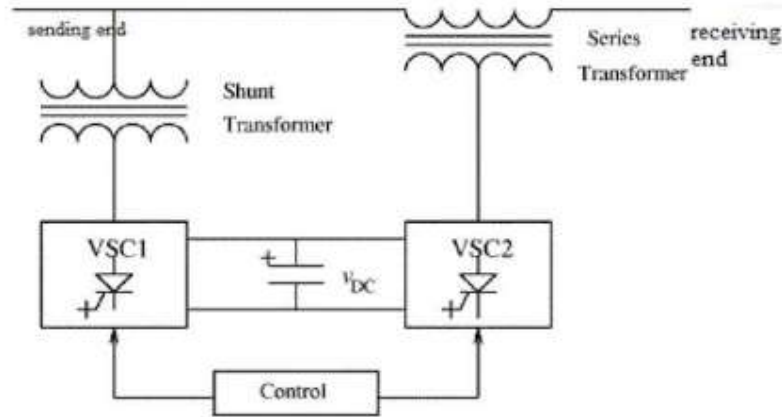 sending end
Series
Transformer
receiving
end
Shunt
Transformer
VSC1
+
VDC
VSC2
Control